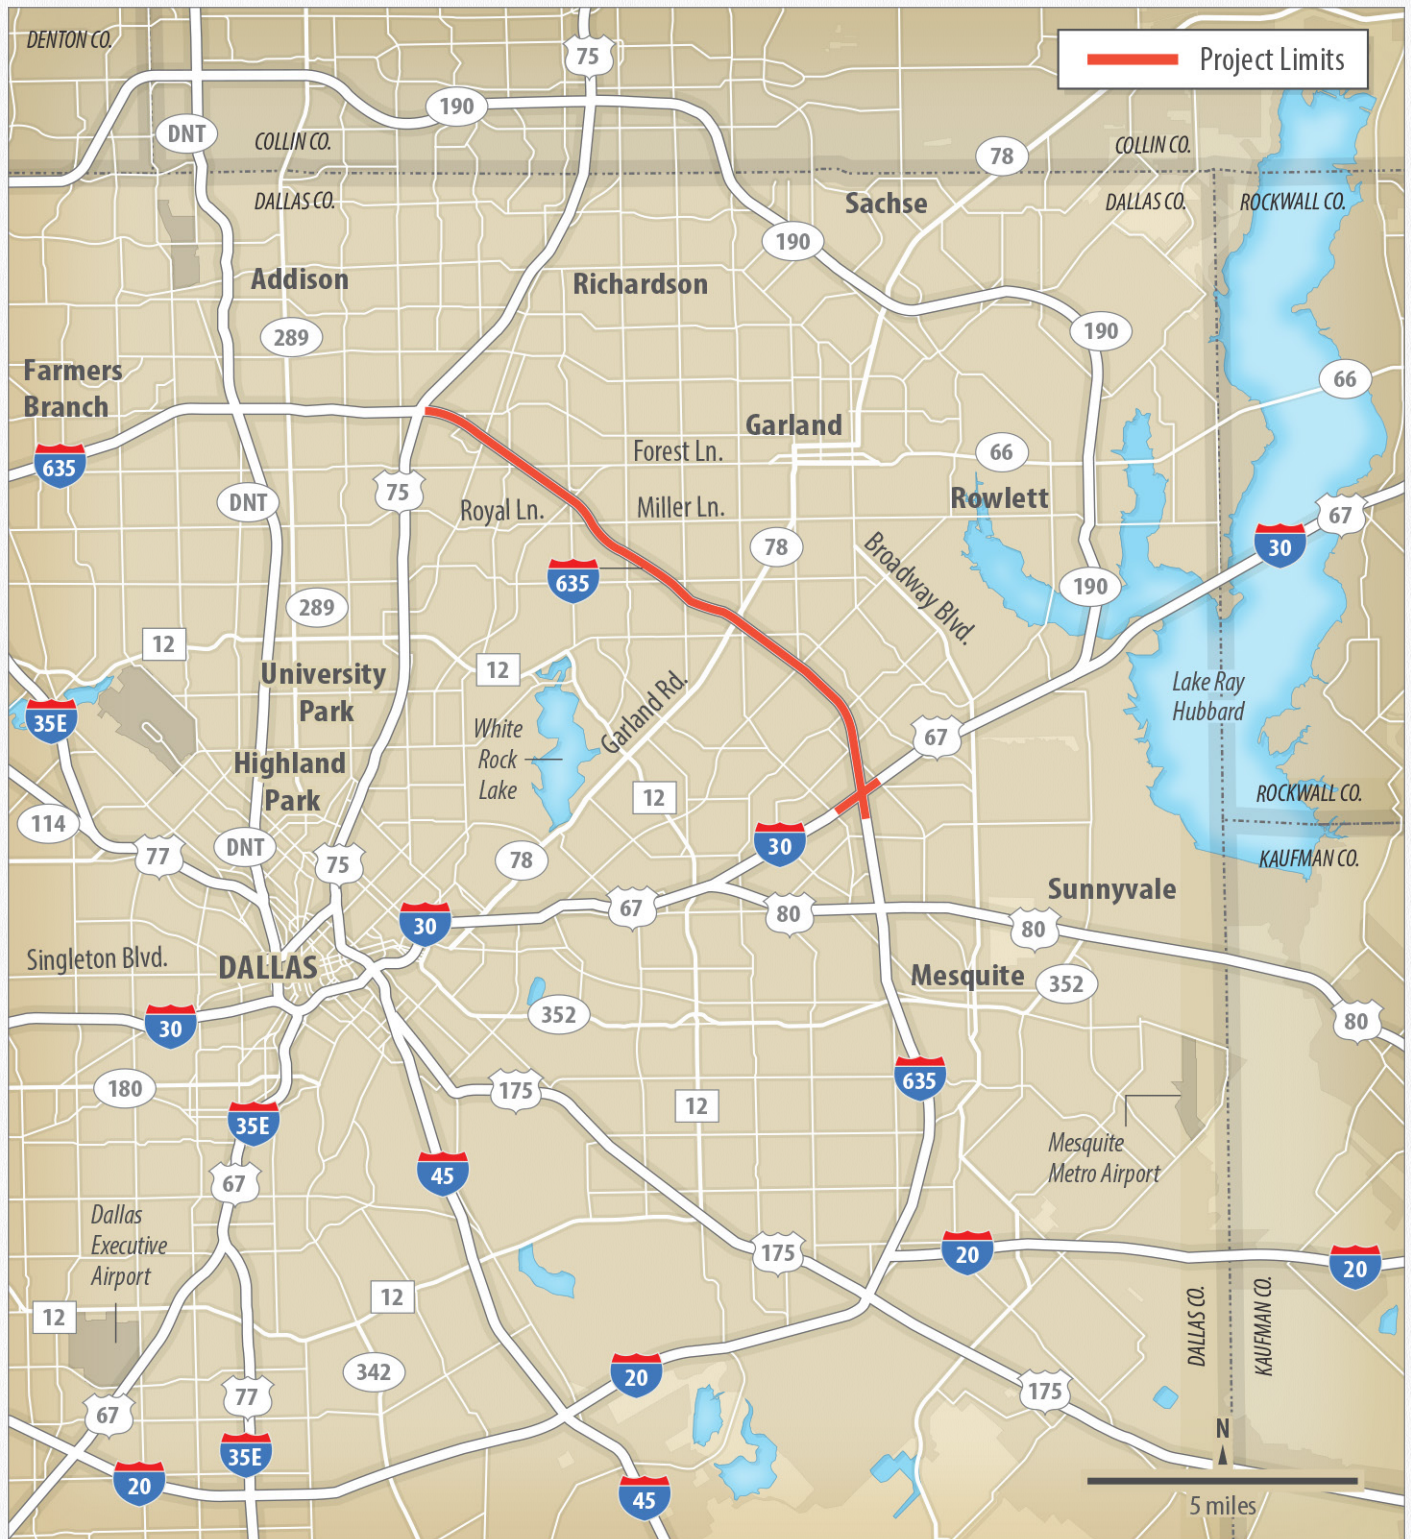 DENTON CO.
75
Project Limits
190
DNT
COLLIN CO.
COLLIN CO.
78
DALLAS CO.
Sachse
DALLAS CO.
ROCKWALL CO.
190
Addison
Richardson
289
190
Farmers
Branch
66
Garland
Forest Ln.
66
635
75
DNT
Royal Ln.
Miller Ln.
Rowlett
67
30
78
Broadway Blvd.
635
190
289
12
12
University
Park
Lake Ray
Hubbard
35E
Garland Rd.
White
Rock
Lake
67
Highland
Park
12
ROCKWALL CO.
114
30
DNT
77
75
78
KAUFMAN CO.
Sunnyvale
30
67
80
80
Singleton Blvd.
DALLAS
Mesquite
352
352
30
80
635
180
175
12
35E
Mesquite
Metro Airport
45
67
Dallas
Executive
Airport
175
20
20
12
12
DALLAS CO.
KAUFMAN CO.
342
20
175
77
67
N
35E
20
45
5 miles